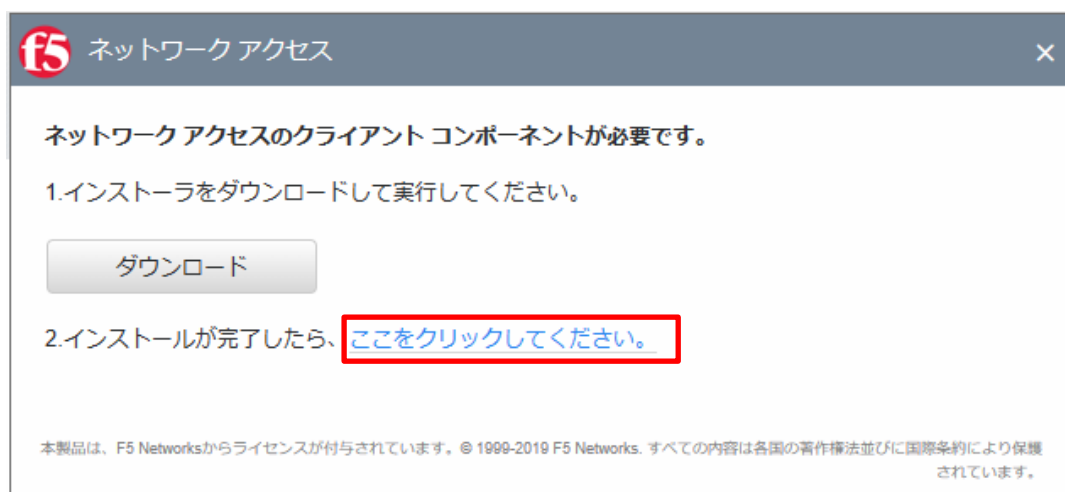 f5 ネットワーク アクセス ×
ネットワーク アクセスのクライアント コンポーネントが必要です。
1.インストーラをダウンロードして実行してください。
ダウンロード
2.インストールが完了したら、ここをクリックしてください。
本製品は、F5 Networksからライセンスが付与されています。© 1999-2019 F5 Networks. すべての内容は各国の著作権法並びに国際条約により保護
されています。